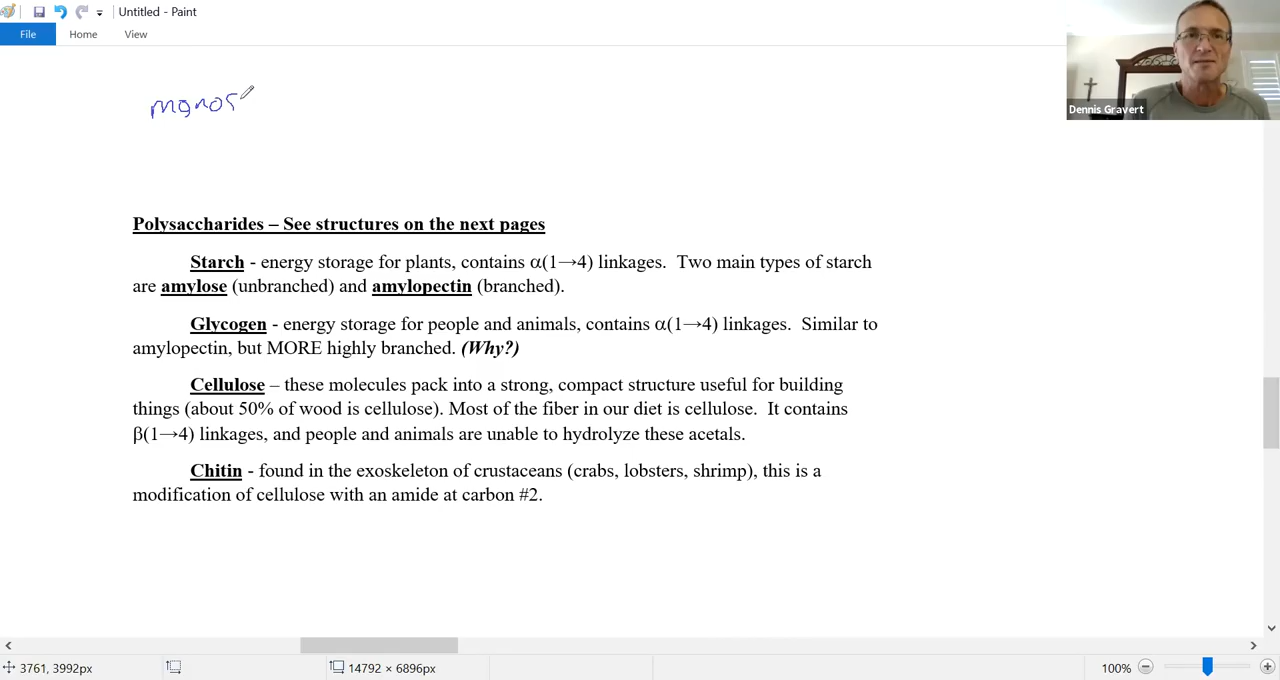 Untitled - Paint
File Home View
Dennis Gravert
monos
Polysaccharides – See structures on the next pages
Starch - energy storage for plants, contains α(1→4) linkages. Two main types of starch
are amylose (unbranched) and amylopectin (branched).
Glycogen - energy storage for people and animals, contains α(1→4) linkages. Similar to
amylopectin, but MORE highly branched. (Why?)
Cellulose – these molecules pack into a strong, compact structure useful for building
things (about 50% of wood is cellulose). Most of the fiber in our diet is cellulose. It contains
β(1→4) linkages, and people and animals are unable to hydrolyze these acetals.
Chitin - found in the exoskeleton of crustaceans (crabs, lobsters, shrimp), this is a
modification of cellulose with an amide at carbon #2.
3761, 3992px 14792 × 6896px 100%